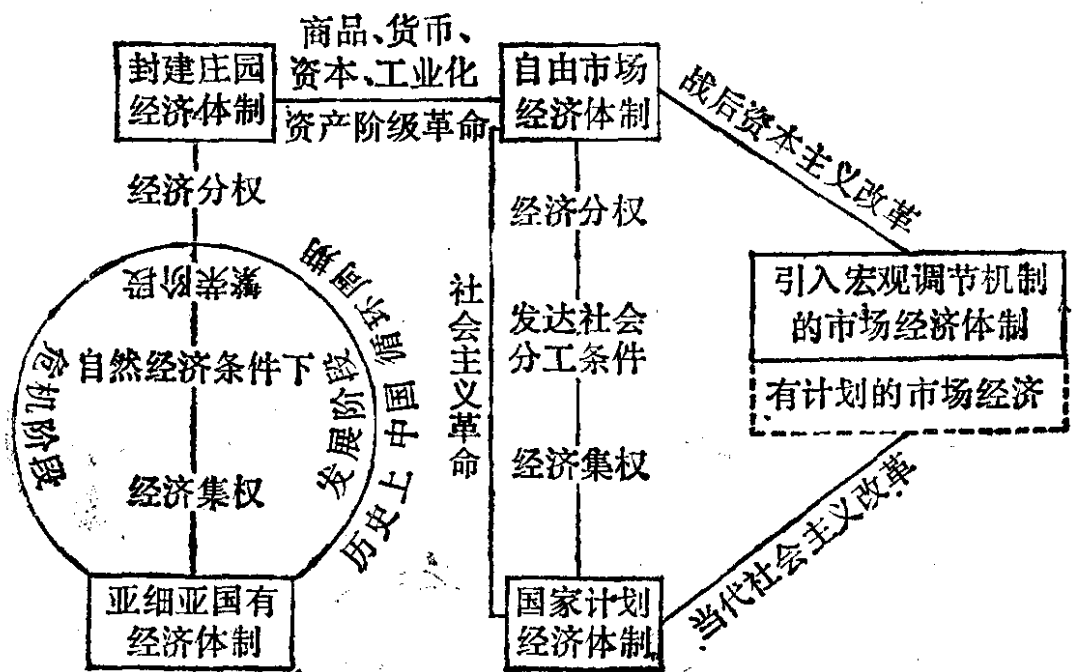 封建庄园
经济体制
商品、货币、
资本、工业化
资产阶级革命
自由市场
经济体制
战后资本主义改革
经济分权
繁荣阶段
自然经济条件下
危机阶段
发展阶段
历史上中国循环周期
经济集权
亚细亚国有
经济体制
社会主义革命
经济分权
发达社会
分工条件
经济集权
国家计划
经济体制
引入宏观调节机制
的市场经济体制
有计划的市场经济
当代社会主义改革